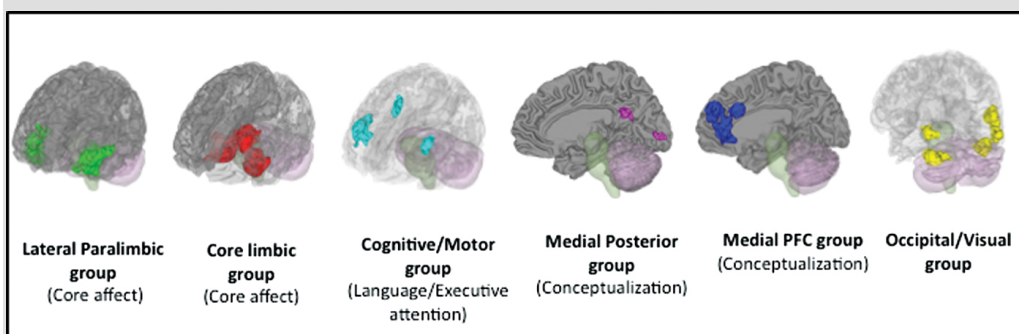 Lateral Paralimbic
group
(Core affect)
Core limbic
group
(Core affect)
Cognitive/Motor
group
(Language/Executive
attention)
Medial Posterior
group
(Conceptualization)
Medial PFC group
(Conceptualization)
Occipital/Visual
group